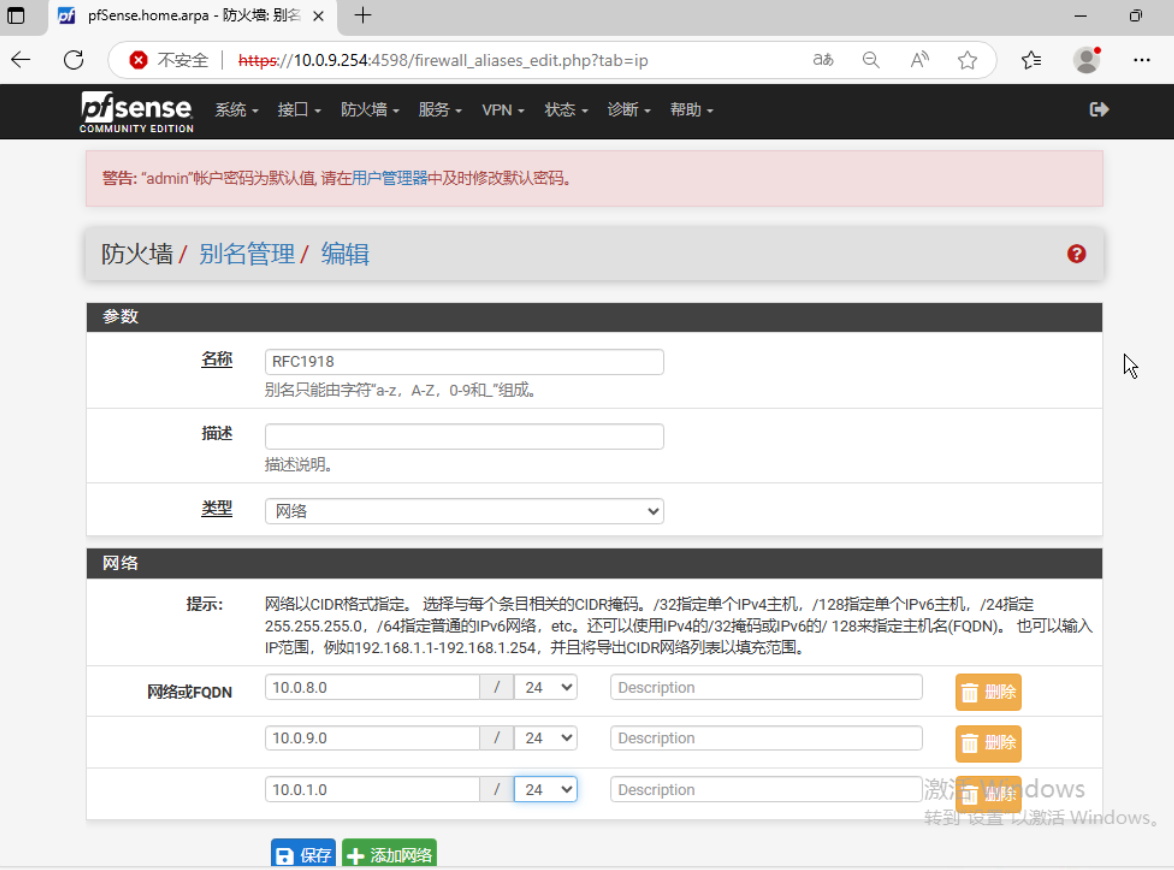 pfSense.home.arpa - 防火墙: 别名
不安全 https://10.0.9.254:4598/firewall_aliases_edit.php?tab=ip
pfsense
COMMUNITY EDITION
系统 接口 防火墙 服务 VPN 状态 诊断 帮助
警告: “admin”帐户密码为默认值, 请在用户管理器中及时修改默认密码。
防火墙 / 别名管理 / 编辑
参数
名称 RFC1918
别名只能由字符“a-z，A-Z，0-9和_”组成。
描述
描述说明。
类型 网络
网络
提示: 网络以CIDR格式指定。 选择与每个条目相关的CIDR掩码。/32指定单个IPv4主机，/128指定单个IPv6主机，/24指定
255.255.255.0，/64指定普通的IPv6网络，etc。还可以使用IPv4的/32掩码或IPv6的/ 128来指定主机名(FQDN)。 也可以输入
IP范围，例如192.168.1.1-192.168.1.254，并且将导出CIDR网络列表以填充范围。
网络或FQDN 10.0.8.0 / 24 Description 删除
10.0.9.0 / 24 Description 删除
10.0.1.0 / 24 Description 删除
激活 Windows
转到"设置"以激活 Windows。
保存 添加网络